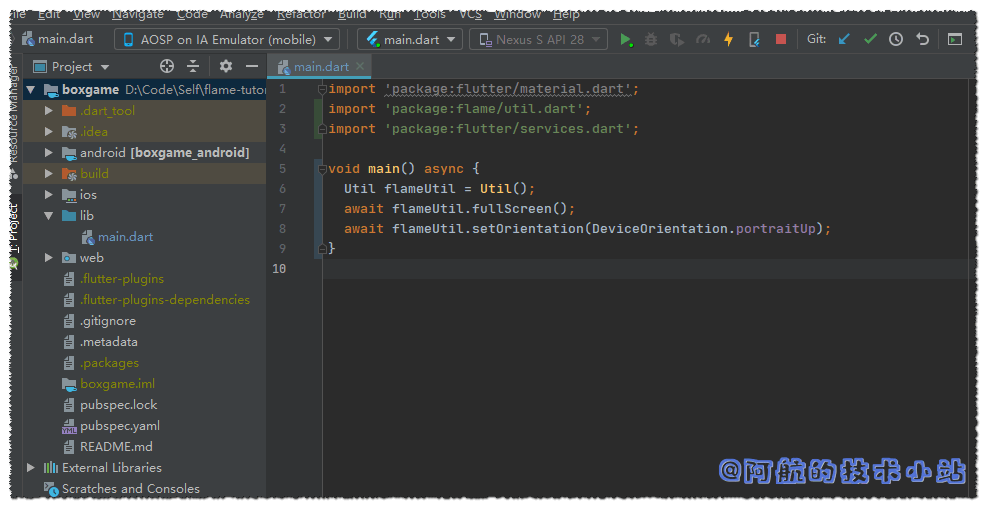 File Edit View Navigate Code Analyze Refactor Build Run Tools VCS Window Help
main.dart AOSP on IA Emulator (mobile) main.dart Nexus S API 28 Git:
Project
main.dart
Resource Manager
1: Project
boxgame D:\Code\Self\flame-tutor
.dart_tool
.idea
android [boxgame_android]
build
ios
lib
main.dart
web
.flutter-plugins
.flutter-plugins-dependencies
.gitignore
.metadata
.packages
boxgame.iml
pubspec.lock
pubspec.yaml
README.md
External Libraries
Scratches and Consoles
1 import 'package:flutter/material.dart';
2 import 'package:flame/util.dart';
3 import 'package:flutter/services.dart';
4
5 void main() async {
6 Util flameUtil = Util();
7 await flameUtil.fullScreen();
8 await flameUtil.setOrientation(DeviceOrientation.portraitUp);
9 }
10
@阿航的技术小站